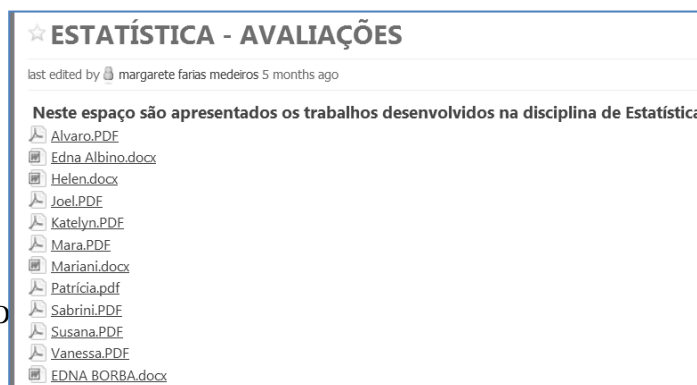 ESTATÍSTICA - AVALIAÇÕES
last edited by margarete farias medeiros 5 months ago
Neste espaço são apresentados os trabalhos desenvolvidos na disciplina de Estatística
Alvaro.PDF
Edna Albino.docx
Helen.docx
Joel.PDF
Katelyn.PDF
Mara.PDF
Mariani.docx
Patrícia.pdf
Sabrini.PDF
Susana.PDF
Vanessa.PDF
EDNA BORBA.docx